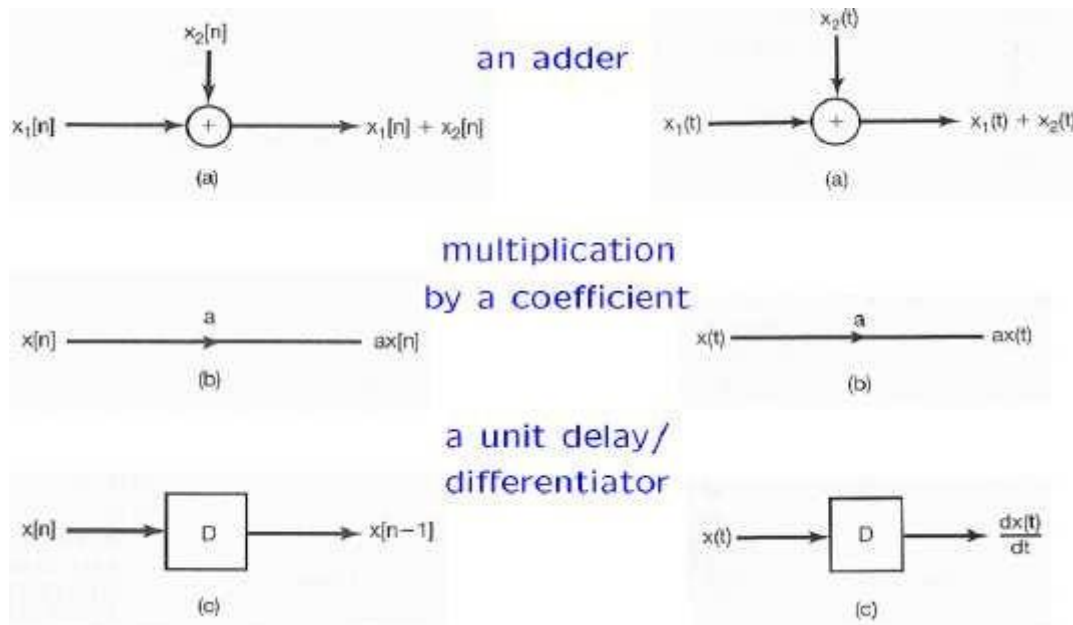 x₂[n]
x₂(t)
an adder
x₁[n] + x₁[n] + x₂[n]
x₁(t) + x₁(t) + x₂(t)
(a)
(a)
multiplication
by a coefficient
a
a
x[n] ax[n]
x(t) ax(t)
(b)
(b)
a unit delay/
differentiator
x[n] D x[n−1]
x(t) D dx(t)
dt
(c)
(c)